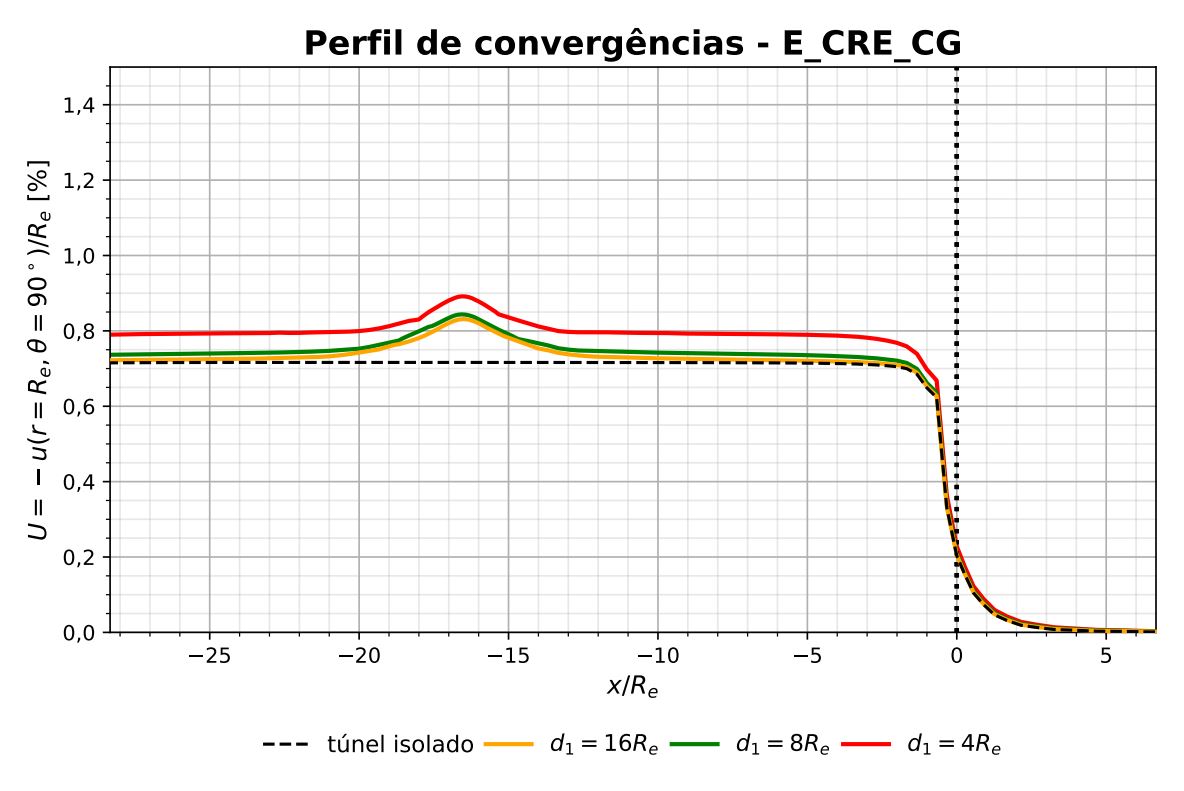 Perfil de convergências - E_CRE_CG
U = − u(r = Rₑ, θ = 90°)/Rₑ [%]
1,4
1,2
1,0
0,8
0,6
0,4
0,2
0,0
−25 −20 −15 −10 −5 0 5
x/Rₑ
túnel isolado d₁ = 16Rₑ d₁ = 8Rₑ d₁ = 4Rₑ